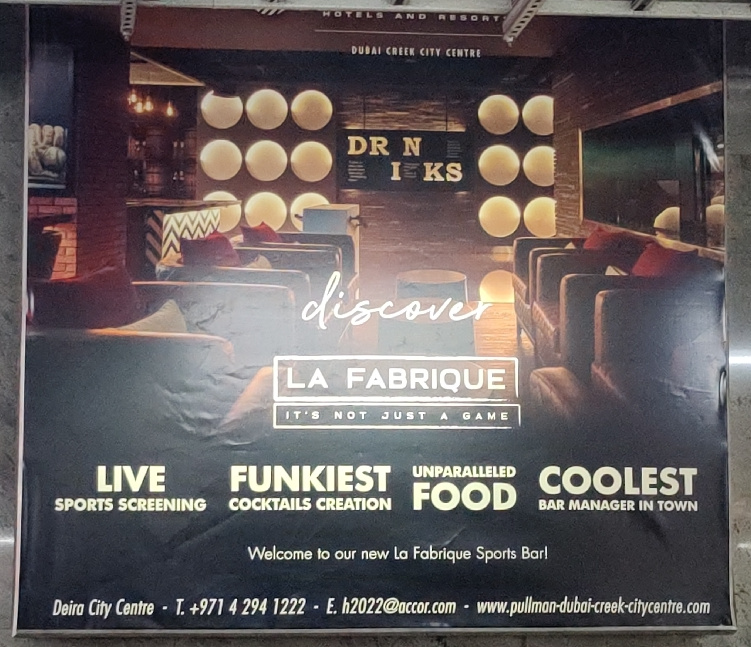 HOTELS AND RESORTS
DUBAI CREEK CITY CENTRE
DR N
I KS
discover
LA FABRIQUE
IT'S NOT JUST A GAME
LIVE
SPORTS SCREENING
FUNKIEST
COCKTAILS CREATION
UNPARALLELED
FOOD
COOLEST
BAR MANAGER IN TOWN
Welcome to our new La Fabrique Sports Bar!
Deira City Centre - T. +971 4 294 1222 - E. h2022@accor.com - www.pullman-dubai-creek-citycentre.com